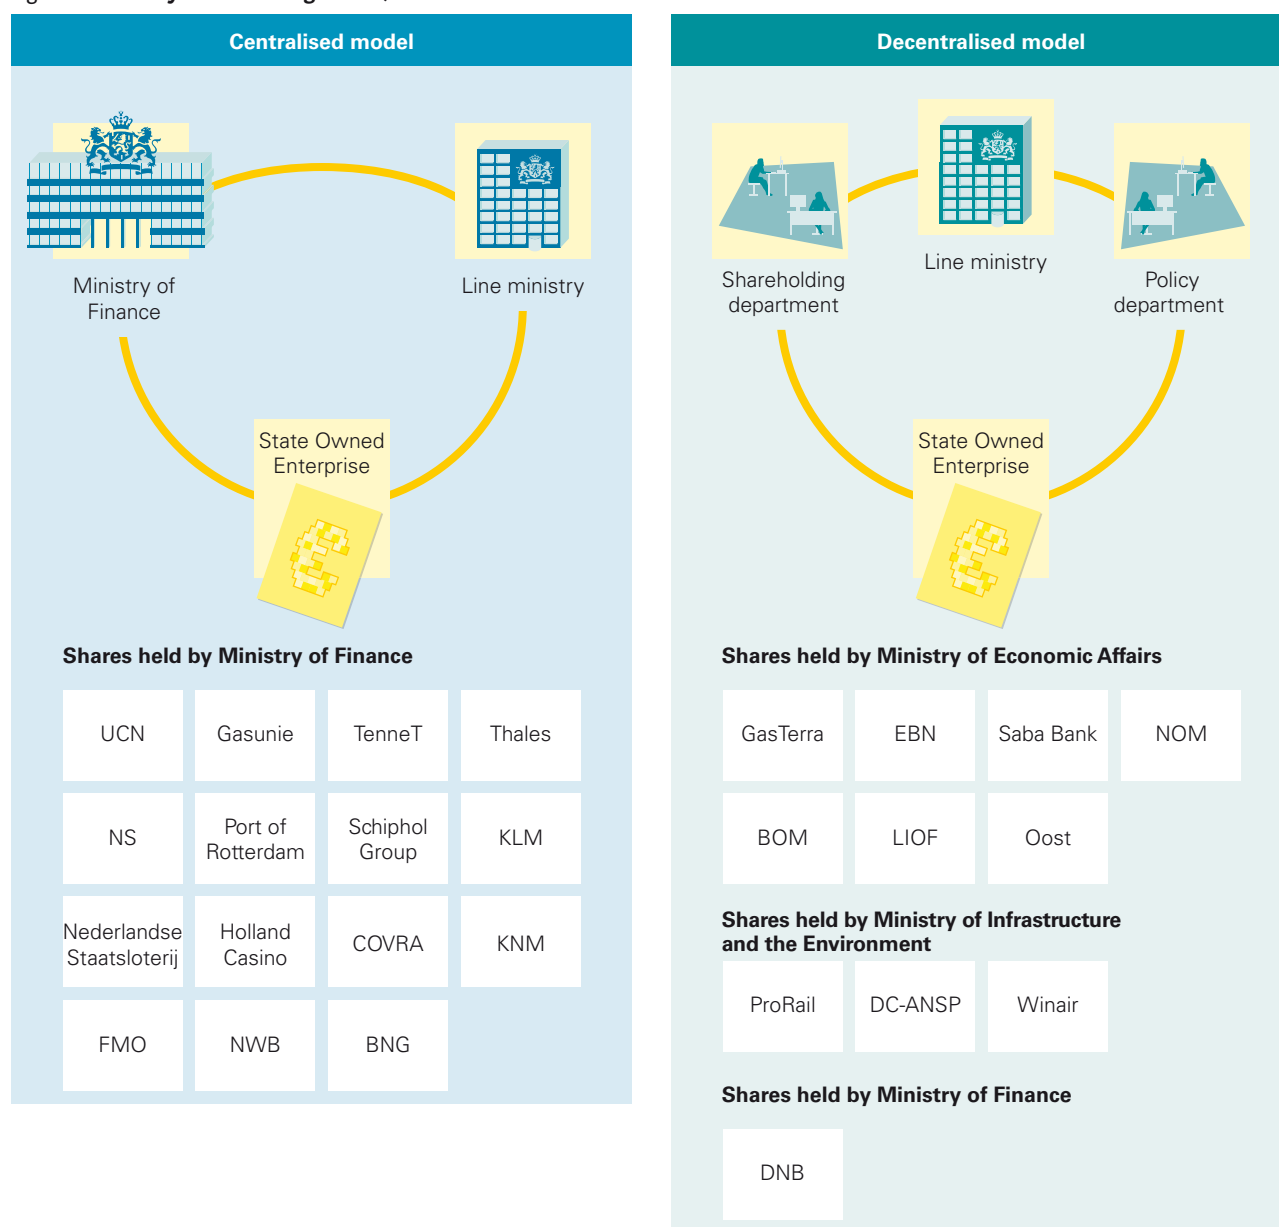 Centralised model
Ministry of
Finance
Line ministry
State Owned
Enterprise
Shares held by Ministry of Finance
UCN
Gasunie
TenneT
Thales
NS
Port of
Rotterdam
Schiphol
Group
KLM
Nederlandse
Staatsloterij
Holland
Casino
COVRA
KNM
FMO
NWB
BNG
Decentralised model
Shareholding
department
Line ministry
Policy
department
State Owned
Enterprise
Shares held by Ministry of Economic Affairs
GasTerra
EBN
Saba Bank
NOM
BOM
LIOF
Oost
Shares held by Ministry of Infrastructure
and the Environment
ProRail
DC-ANSP
Winair
Shares held by Ministry of Finance
DNB